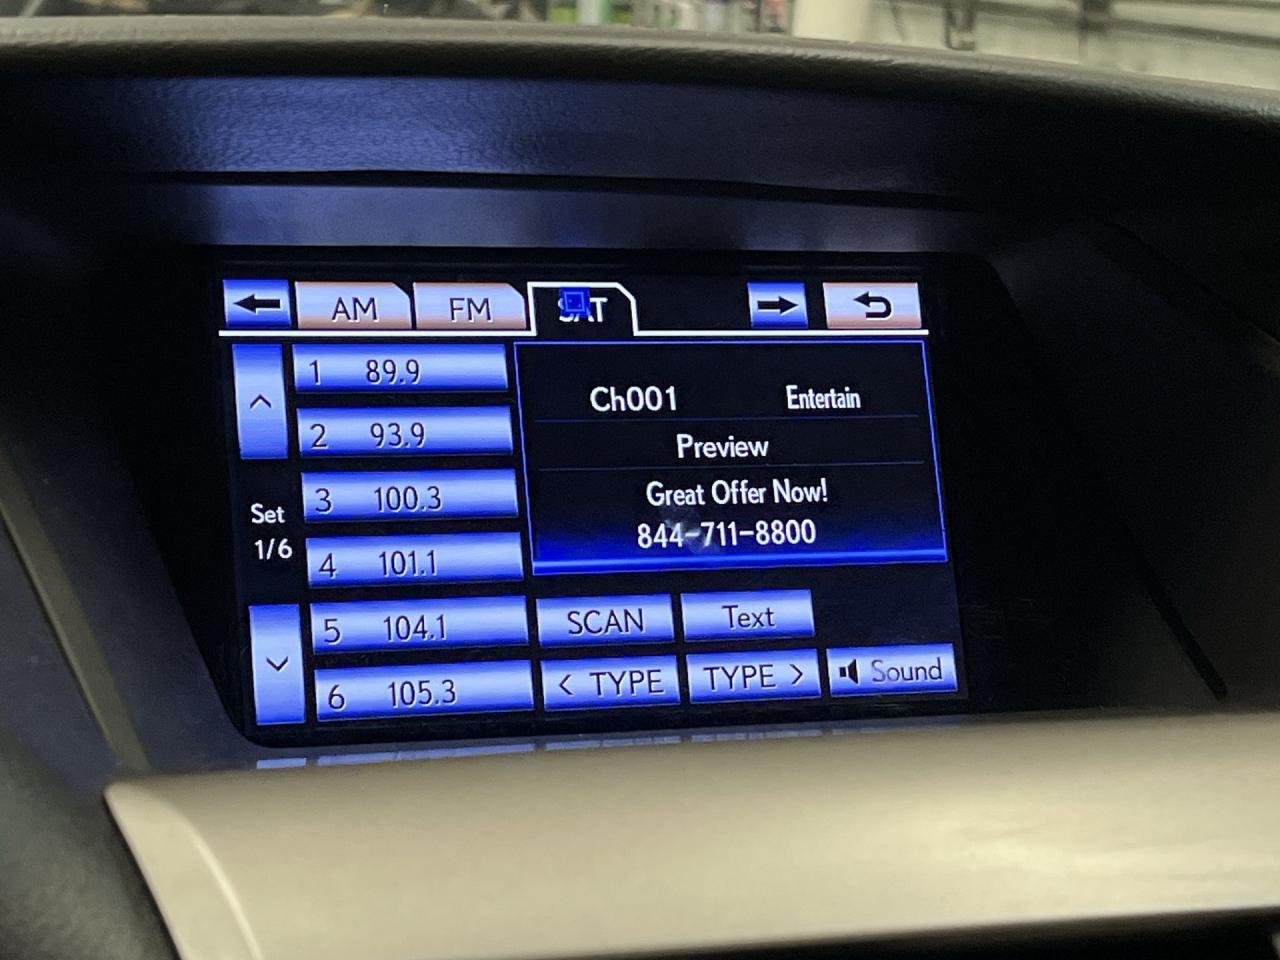 AM FM SAT
1 89.9
2 93.9
3 100.3
4 101.1
5 104.1
6 105.3
Set
1/6
Ch001 Entertain
Preview
Great Offer Now!
844-711-8800
SCAN Text
< TYPE TYPE > Sound